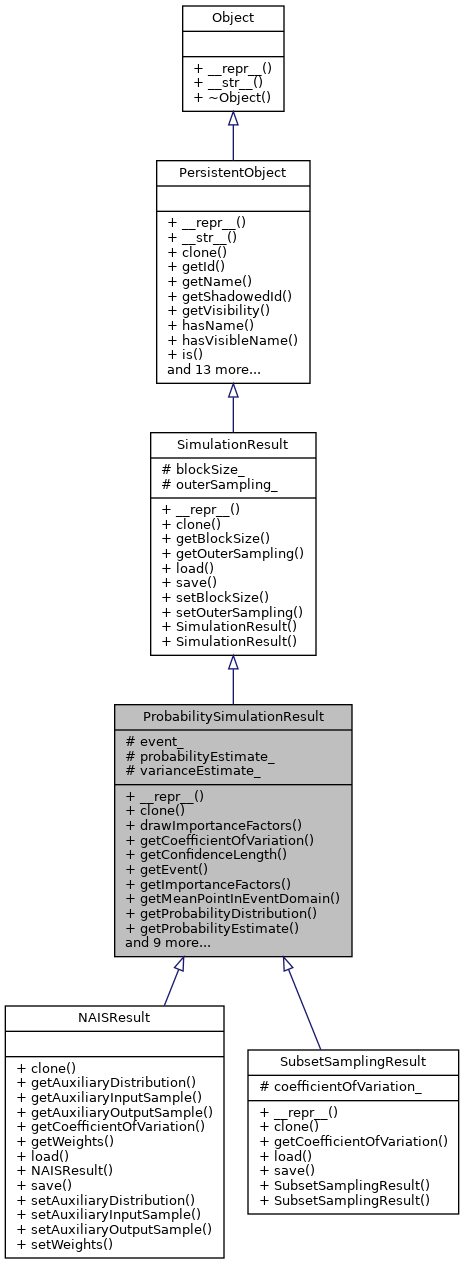 Object
+ __repr__()
+ __str__()
+ ~Object()
PersistentObject
+ __repr__()
+ __str__()
+ clone()
+ getId()
+ getName()
+ getShadowedId()
+ getVisibility()
+ hasName()
+ hasVisibleName()
+ is()
and 13 more...
SimulationResult
# blockSize_
# outerSampling_
+ __repr__()
+ clone()
+ getBlockSize()
+ getOuterSampling()
+ load()
+ save()
+ setBlockSize()
+ setOuterSampling()
+ SimulationResult()
+ SimulationResult()
ProbabilitySimulationResult
# event_
# probabilityEstimate_
# varianceEstimate_
+ __repr__()
+ clone()
+ drawImportanceFactors()
+ getCoefficientOfVariation()
+ getConfidenceLength()
+ getEvent()
+ getImportanceFactors()
+ getMeanPointInEventDomain()
+ getProbabilityDistribution()
+ getProbabilityEstimate()
and 9 more...
NAISResult
+ clone()
+ getAuxiliaryDistribution()
+ getAuxiliaryInputSample()
+ getAuxiliaryOutputSample()
+ getCoefficientOfVariation()
+ getWeights()
+ load()
+ NAISResult()
+ save()
+ setAuxiliaryDistribution()
+ setAuxiliaryInputSample()
+ setAuxiliaryOutputSample()
+ setWeights()
SubsetSamplingResult
# coefficientOfVariation_
+ __repr__()
+ clone()
+ getCoefficientOfVariation()
+ load()
+ save()
+ SubsetSamplingResult()
+ SubsetSamplingResult()